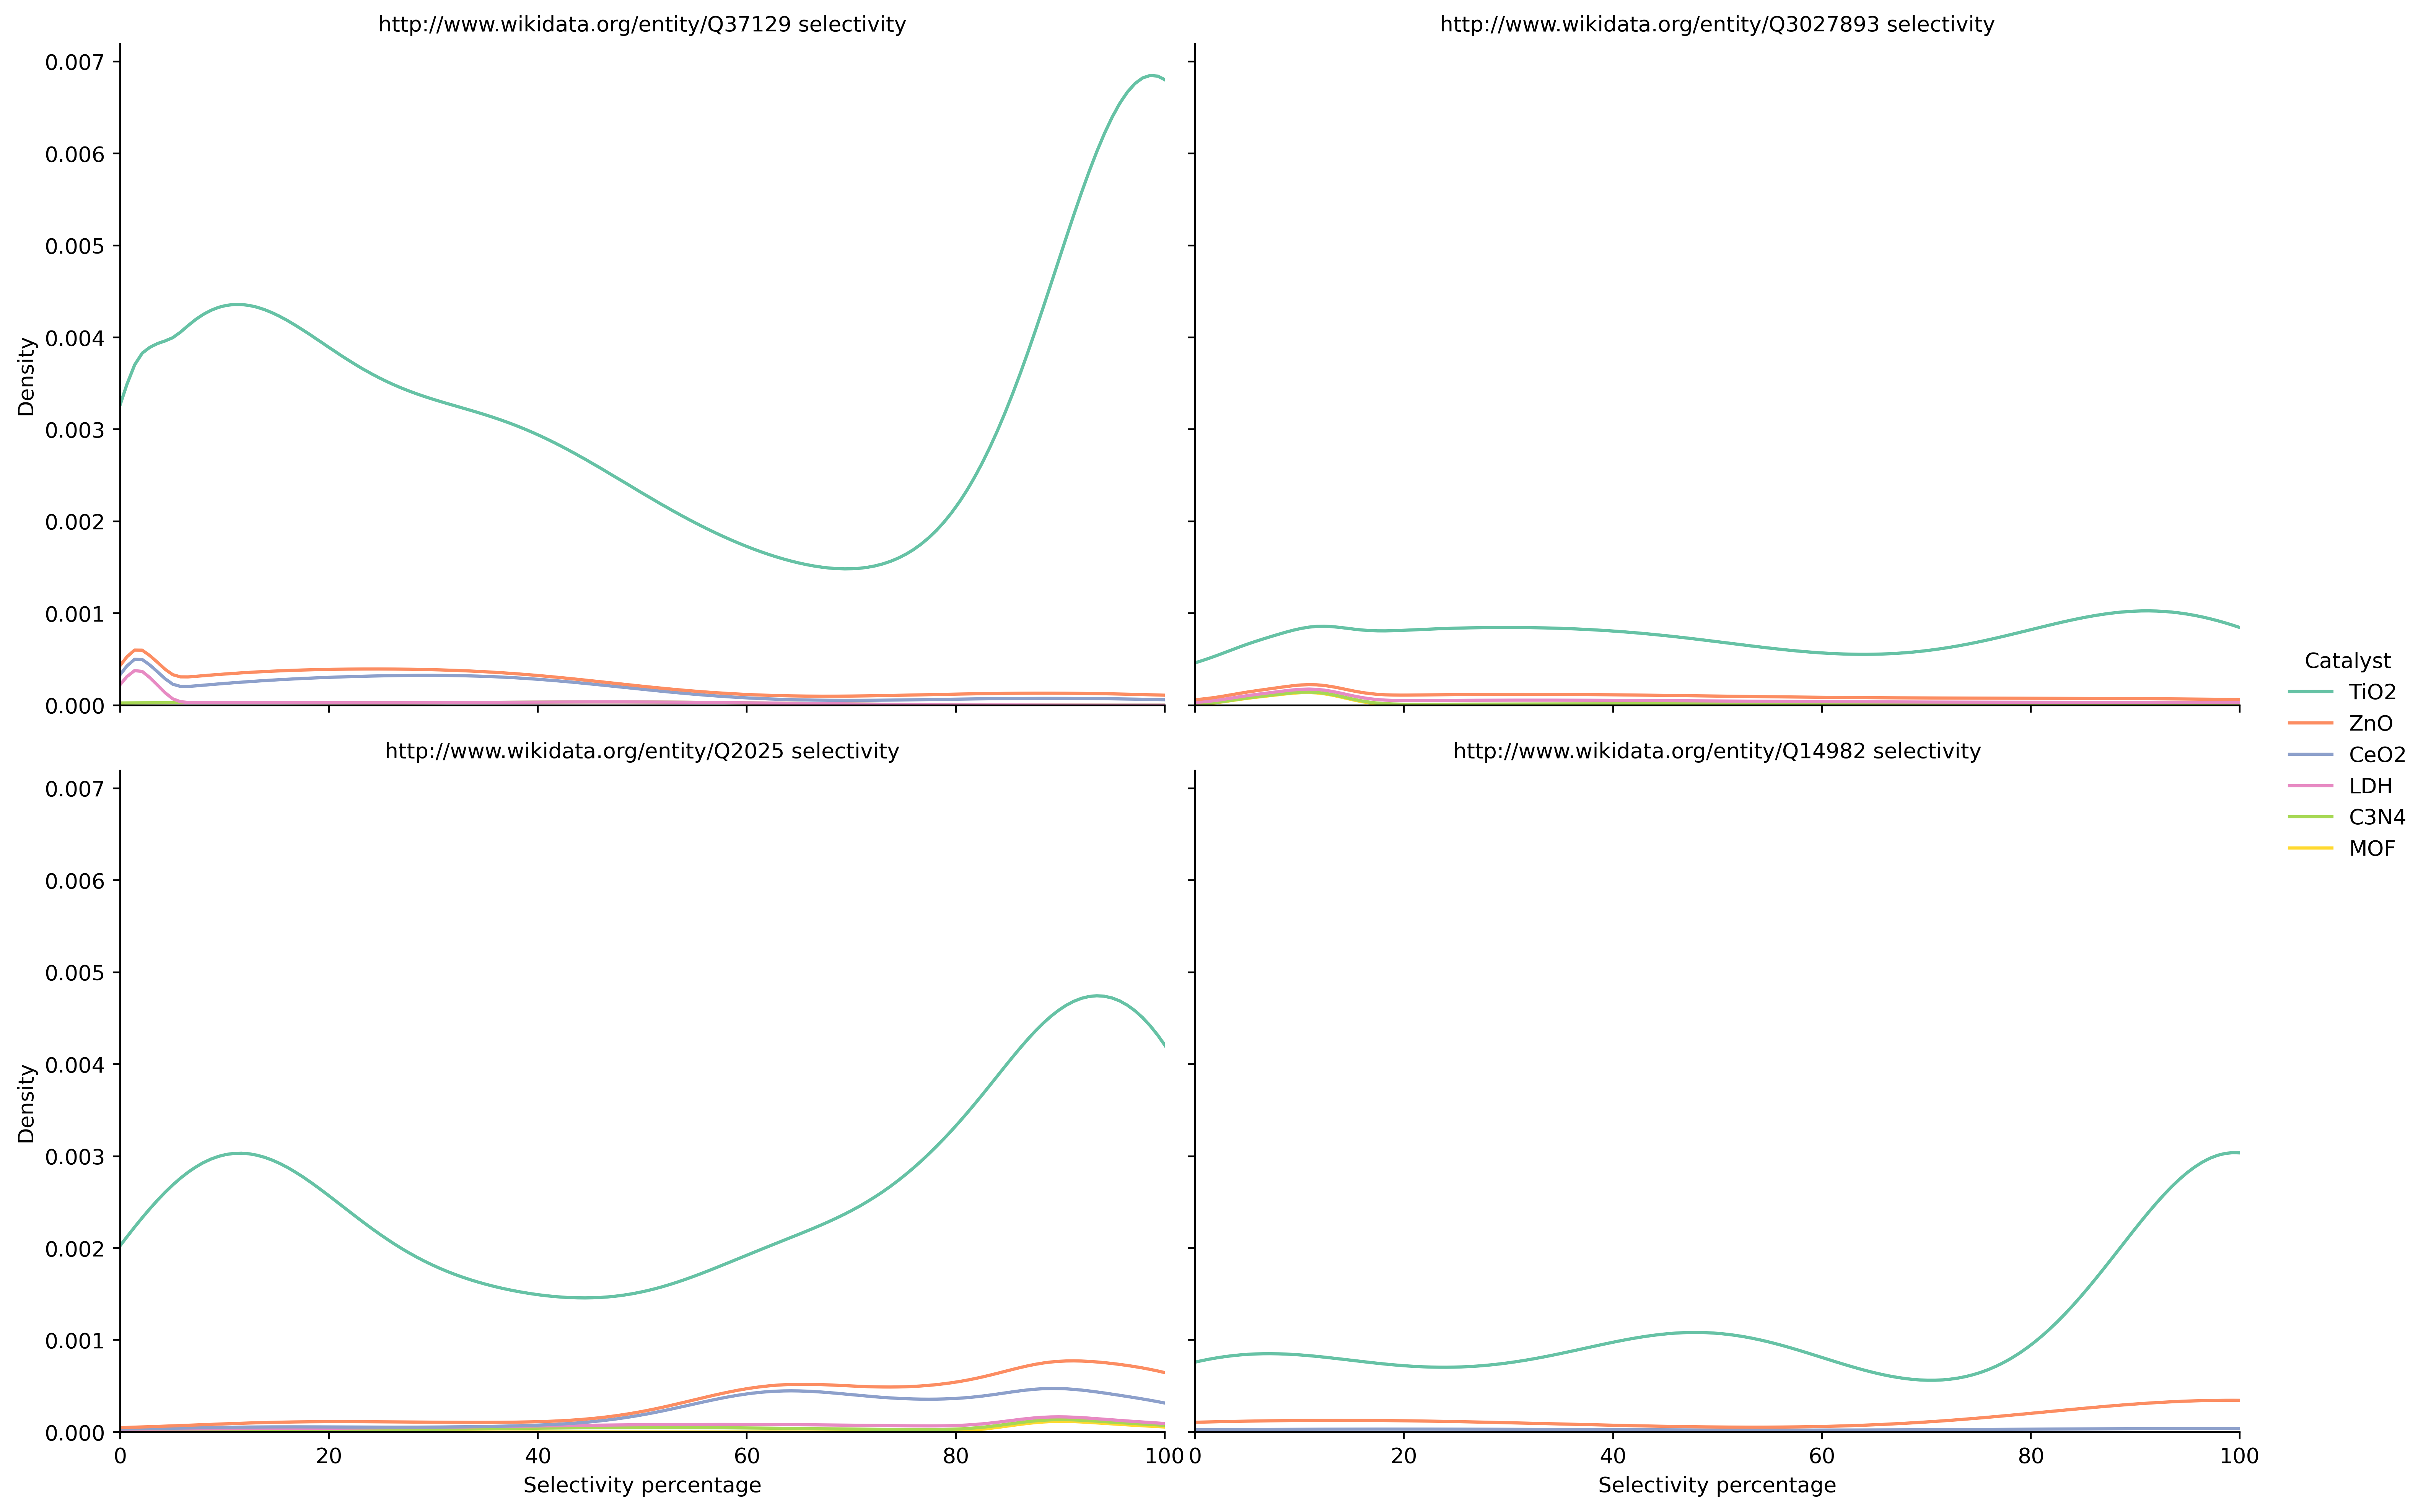 http://www.wikidata.org/entity/Q37129 selectivity
0.007
0.006
0.005
0.004
0.003
0.002
0.001
0.000
Density
http://www.wikidata.org/entity/Q3027893 selectivity
http://www.wikidata.org/entity/Q2025 selectivity
0.007
0.006
0.005
0.004
0.003
0.002
0.001
0.000
Density
0 20 40 60 80 100
Selectivity percentage
http://www.wikidata.org/entity/Q14982 selectivity
0 20 40 60 80 100
Selectivity percentage
Catalyst
TiO2
ZnO
CeO2
LDH
C3N4
MOF